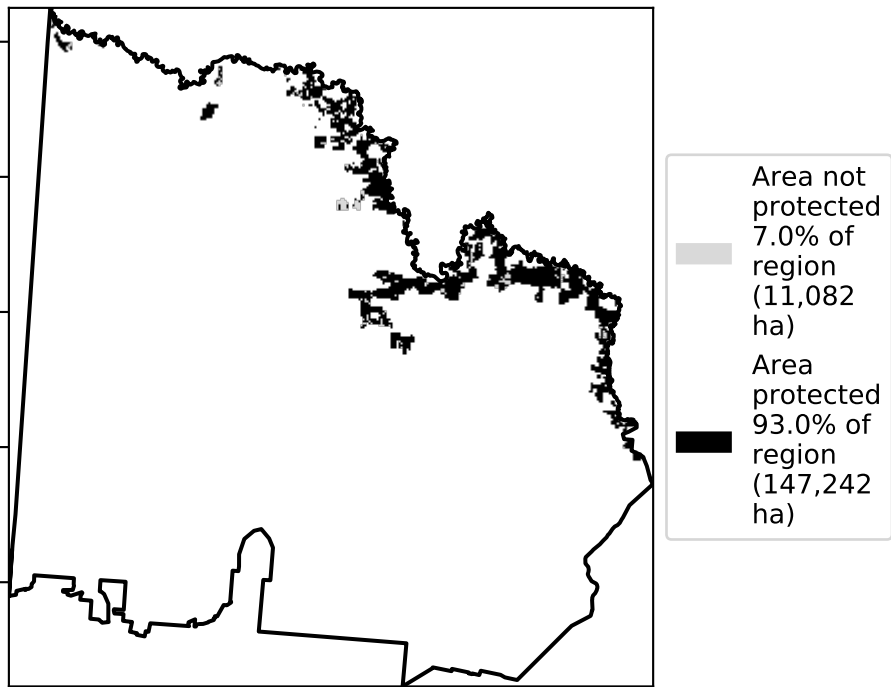 Area not
protected
7.0% of
region
(11,082
ha)
Area
protected
93.0% of
region
(147,242
ha)